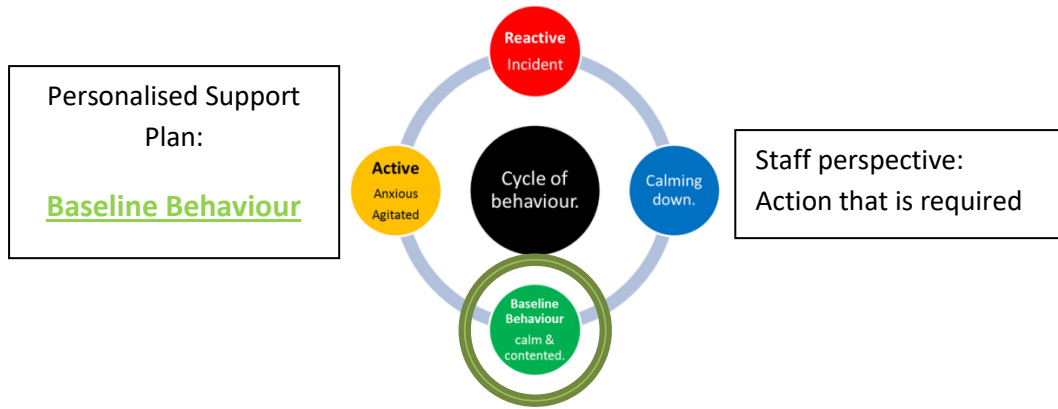 Personalised Support
Plan:
Baseline Behaviour
Reactive
Incident
Active
Anxious
Agitated
Cycle of
behaviour.
Calming
down.
Baseline
Behaviour
calm &
contented.
Staff perspective:
Action that is required